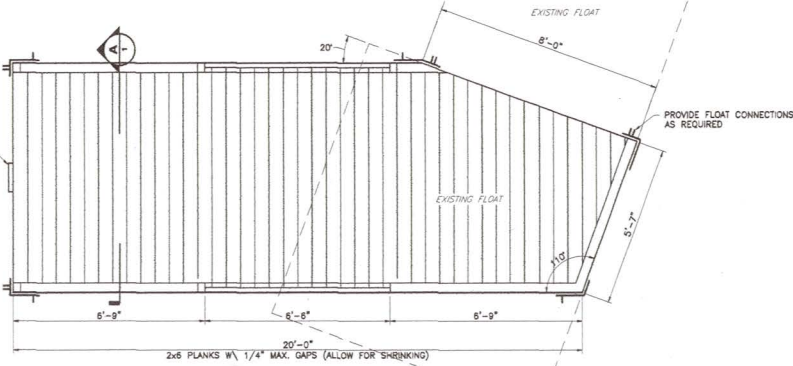 EXISTING FLOAT
20'
8'-0"
A
1
PROVIDE FLOAT CONNECTIONS
AS REQUIRED
EXISTING FLOAT
5'-7"
110°
6'-9"
6'-6"
6'-9"
20'-0"
2x6 PLANKS W\ 1/4" MAX. GAPS (ALLOW FOR SHRINKING)